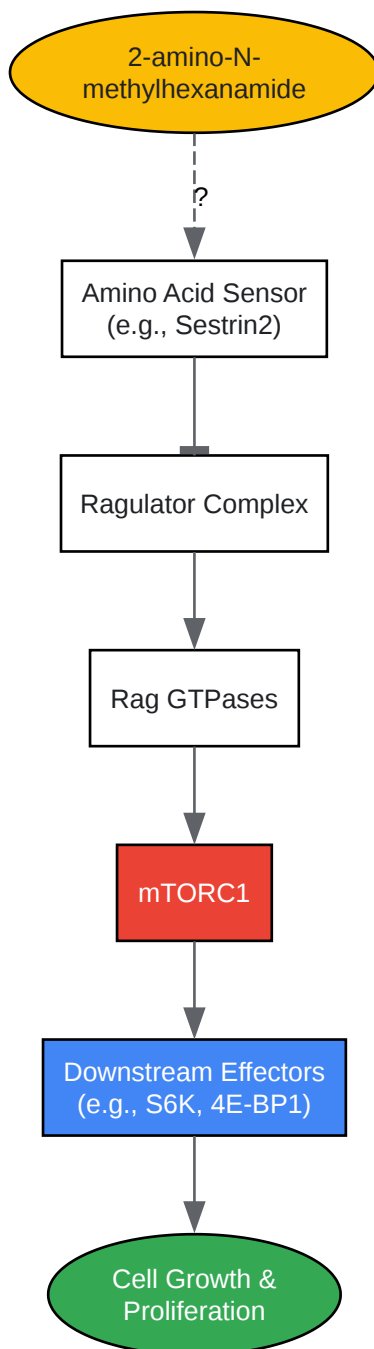 2-amino-N-
methylhexanamide
?
Amino Acid Sensor
(e.g., Sestrin2)
Ragulator Complex
Rag GTPases
mTORC1
Downstream Effectors
(e.g., S6K, 4E-BP1)
Cell Growth &
Proliferation